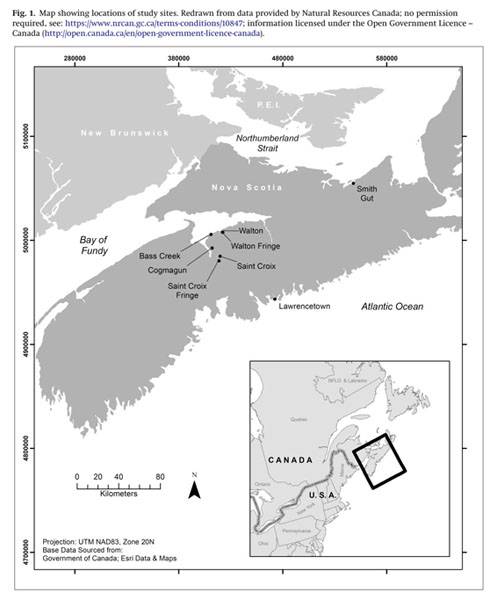 Fig. 1. Map showing locations of study sites. Redrawn from data provided by Natural Resources Canada; no permission
required, see: https://www.nrcan.gc.ca/terms-conditions/10847; information licensed under the Open Government Licence –
Canada (http://open.canada.ca/en/open-government-licence-canada).
280000
380000
480000
580000
5100000
5000000
4900000
4800000
4700000
P.E.I.
New Brunswick
Northumberland
Strait
Nova Scotia
Smith
Gut
Walton
Bay of
Fundy
Walton Fringe
Bass Creek
Cogmagun
Saint Croix
Saint Croix
Fringe
Lawrencetown
Atlantic Ocean
NFLD & Labrador
Quebec
CANADA
Ontario
Maine
U.S.A.
New York
Pennsylvania
Ohio
0 20 40 80
Kilometers
N
Projection: UTM NAD83, Zone 20N
Base Data Sourced from:
Government of Canada; Esri Data & Maps